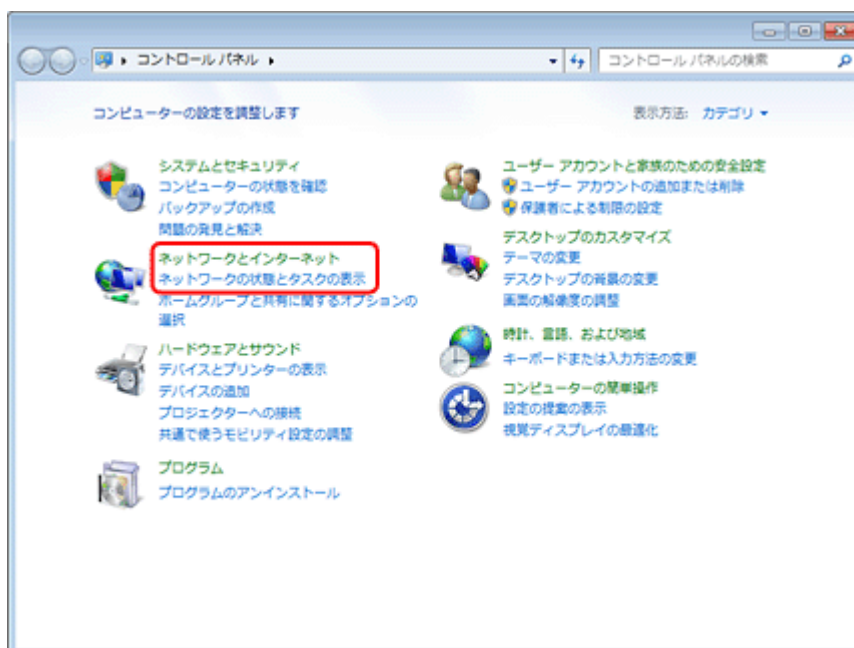 コントロール パネル
コントロール パネルの検索
コンピューターの設定を調整します
表示方法: カテゴリ
システムとセキュリティ
コンピューターの状態を確認
バックアップの作成
問題の発見と解決
ネットワークとインターネット
ネットワークの状態とタスクの表示
ホームグループと共有に関するオプションの
選択
ハードウェアとサウンド
デバイスとプリンターの表示
デバイスの追加
プロジェクターへの接続
共通で使うモビリティ設定の調整
プログラム
プログラムのアンインストール
ユーザー アカウントと家族のための安全設定
ユーザー アカウントの追加または削除
保護者による制限の設定
デスクトップのカスタマイズ
テーマの変更
デスクトップの背景の変更
画面の解像度の調整
時計、言語、および地域
キーボードまたは入力方法の変更
コンピューターの簡単操作
設定の提案の表示
視覚ディスプレイの最適化